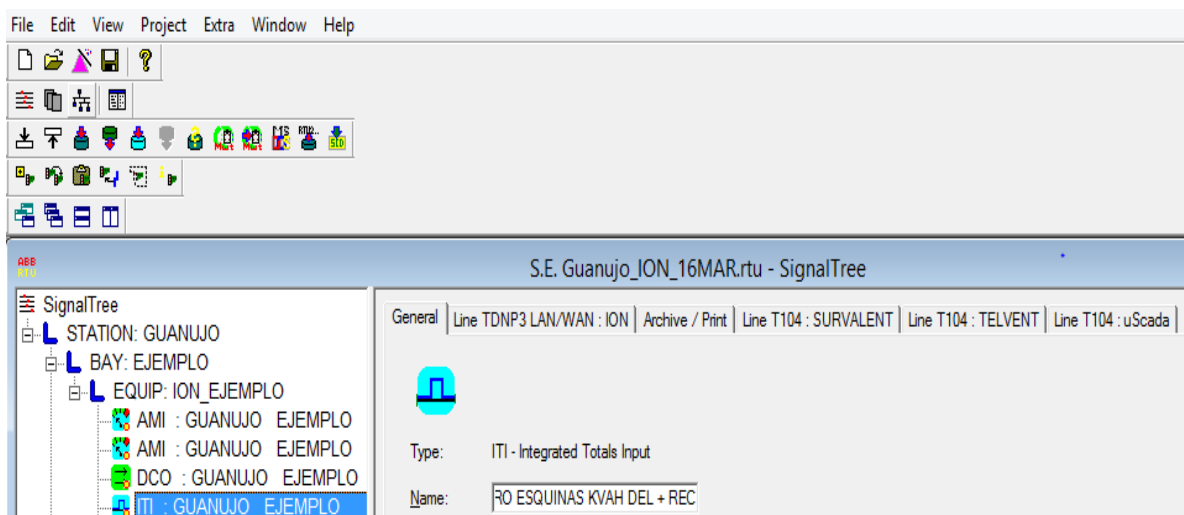 File Edit View Project Extra Window Help
ABB
RTU
S.E. Guanujo_ION_16MAR.rtu - SignalTree
SignalTree
STATION: GUANUJO
BAY: EJEMPLO
EQUIP: ION_EJEMPLO
AMI : GUANUJO EJEMPLO
AMI : GUANUJO EJEMPLO
DCO : GUANUJO EJEMPLO
ITI : GUANUJO EJEMPLO
General Line TDNP3 LAN/WAN : ION Archive / Print Line T104 : SURVALENT Line T104 : TELVENT Line T104 : uScada
Type: ITI - Integrated Totals Input
Name: RO ESQUINAS KVAH DEL + REC